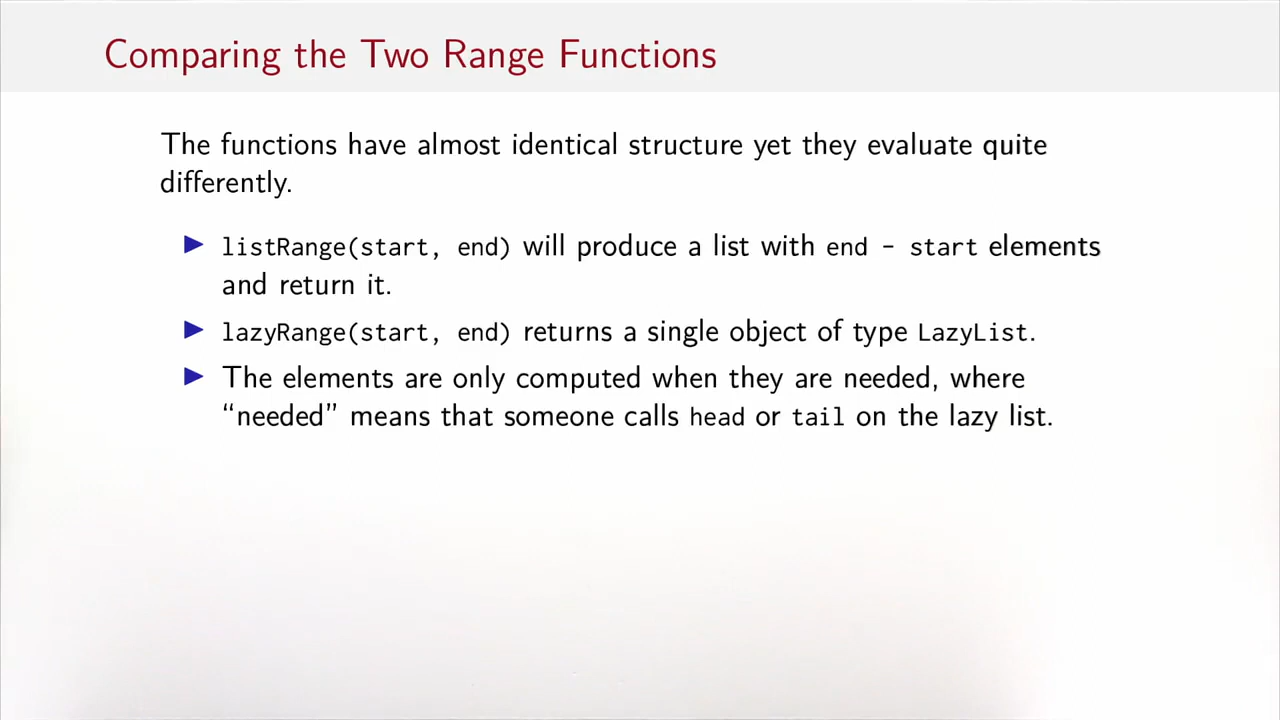 Comparing the Two Range Functions
The functions have almost identical structure yet they evaluate quite
differently.
▶ listRange(start, end) will produce a list with end - start elements
and return it.
▶ lazyRange(start, end) returns a single object of type LazyList.
▶ The elements are only computed when they are needed, where
“needed” means that someone calls head or tail on the lazy list.